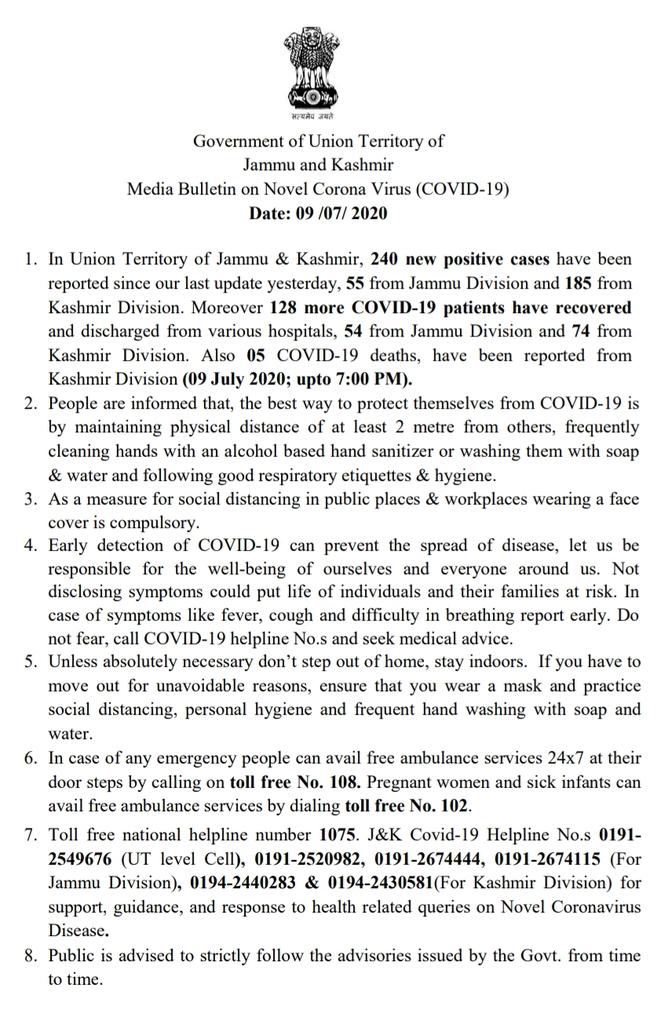 सत्यमेव जयते
Government of Union Territory of
Jammu and Kashmir
Media Bulletin on Novel Corona Virus (COVID-19)
Date: 09 /07/ 2020
1. In Union Territory of Jammu & Kashmir, 240 new positive cases have been
reported since our last update yesterday, 55 from Jammu Division and 185 from
Kashmir Division. Moreover 128 more COVID-19 patients have recovered
and discharged from various hospitals, 54 from Jammu Division and 74 from
Kashmir Division. Also 05 COVID-19 deaths, have been reported from
Kashmir Division (09 July 2020; upto 7:00 PM).
2. People are informed that, the best way to protect themselves from COVID-19 is
by maintaining physical distance of at least 2 metre from others, frequently
cleaning hands with an alcohol based hand sanitizer or washing them with soap
& water and following good respiratory etiquettes & hygiene.
3. As a measure for social distancing in public places & workplaces wearing a face
cover is compulsory.
4. Early detection of COVID-19 can prevent the spread of disease, let us be
responsible for the well-being of ourselves and everyone around us. Not
disclosing symptoms could put life of individuals and their families at risk. In
case of symptoms like fever, cough and difficulty in breathing report early. Do
not fear, call COVID-19 helpline No.s and seek medical advice.
5. Unless absolutely necessary don’t step out of home, stay indoors. If you have to
move out for unavoidable reasons, ensure that you wear a mask and practice
social distancing, personal hygiene and frequent hand washing with soap and
water.
6. In case of any emergency people can avail free ambulance services 24x7 at their
door steps by calling on toll free No. 108. Pregnant women and sick infants can
avail free ambulance services by dialing toll free No. 102.
7. Toll free national helpline number 1075. J&K Covid-19 Helpline No.s 0191-
2549676 (UT level Cell), 0191-2520982, 0191-2674444, 0191-2674115 (For
Jammu Division), 0194-2440283 & 0194-2430581(For Kashmir Division) for
support, guidance, and response to health related queries on Novel Coronavirus
Disease.
8. Public is advised to strictly follow the advisories issued by the Govt. from time
to time.